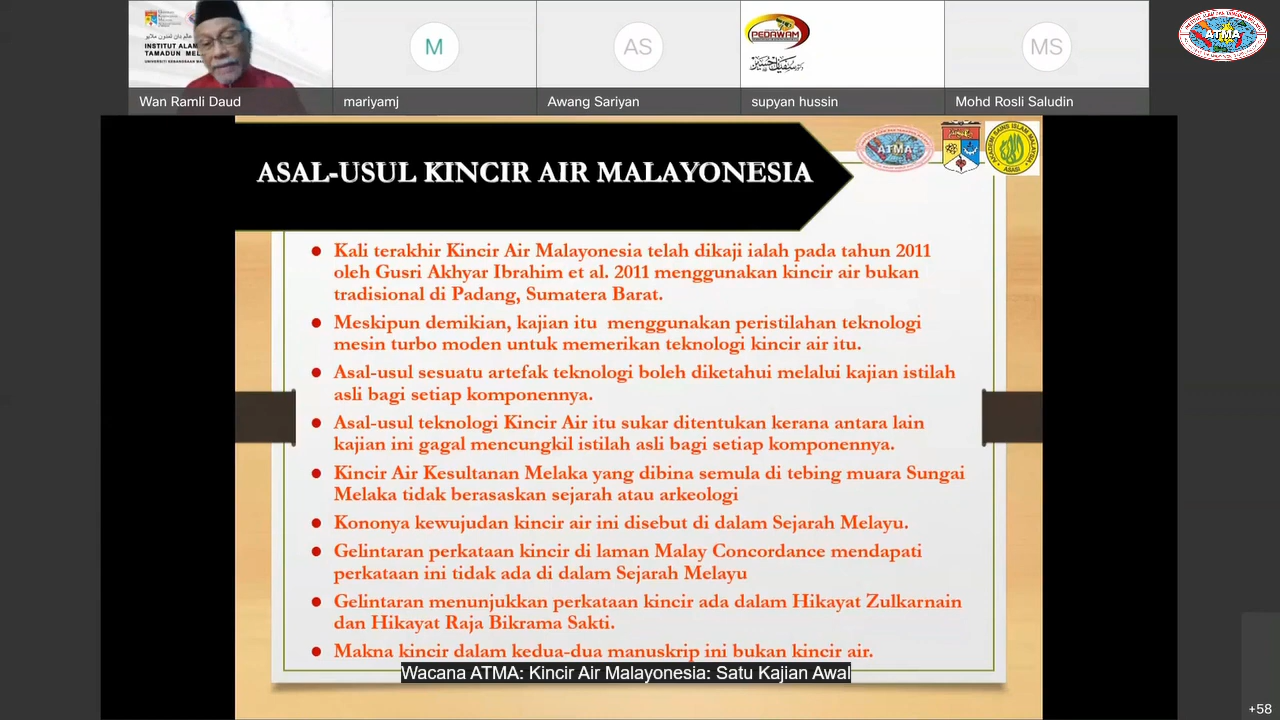 INSTITUT ALAM
TAMADUN MEL
Wan Ramli Daud
M
mariyamj
AS
Awang Sariyan
PEDAWAM
supyan hussin
MS
Mohd Rosli Saludin
ATMA
ASAL-USUL KINCIR AIR MALAYONESIA
ATMA
Kali terakhir Kincir Air Malayonesia telah dikaji ialah pada tahun 2011
oleh Gusri Akhyar Ibrahim et al. 2011 menggunakan kincir air bukan
tradisional di Padang, Sumatera Barat.
Meskipun demikian, kajian itu menggunakan peristilahan teknologi
mesin turbo moden untuk memerikan teknologi kincir air itu.
Asal-usul sesuatu artefak teknologi boleh diketahui melalui kajian istilah
asli bagi setiap komponennya.
Asal-usul teknologi Kincir Air itu sukar ditentukan kerana antara lain
kajian ini gagal mencungkil istilah asli bagi setiap komponennya.
Kincir Air Kesultanan Melaka yang dibina semula di tebing muara Sungai
Melaka tidak berasaskan sejarah atau arkeologi
Kononya kewujudan kincir air ini disebut di dalam Sejarah Melayu.
Gelintaran perkataan kincir di laman Malay Concordance mendapati
perkataan ini tidak ada di dalam Sejarah Melayu
Gelintaran menunjukkan perkataan kincir ada dalam Hikayat Zulkarnain
dan Hikayat Raja Bikrama Sakti.
Makna kincir dalam kedua-dua manuskrip ini bukan kincir air.
Wacana ATMA: Kincir Air Malayonesia: Satu Kajian Awal
+58